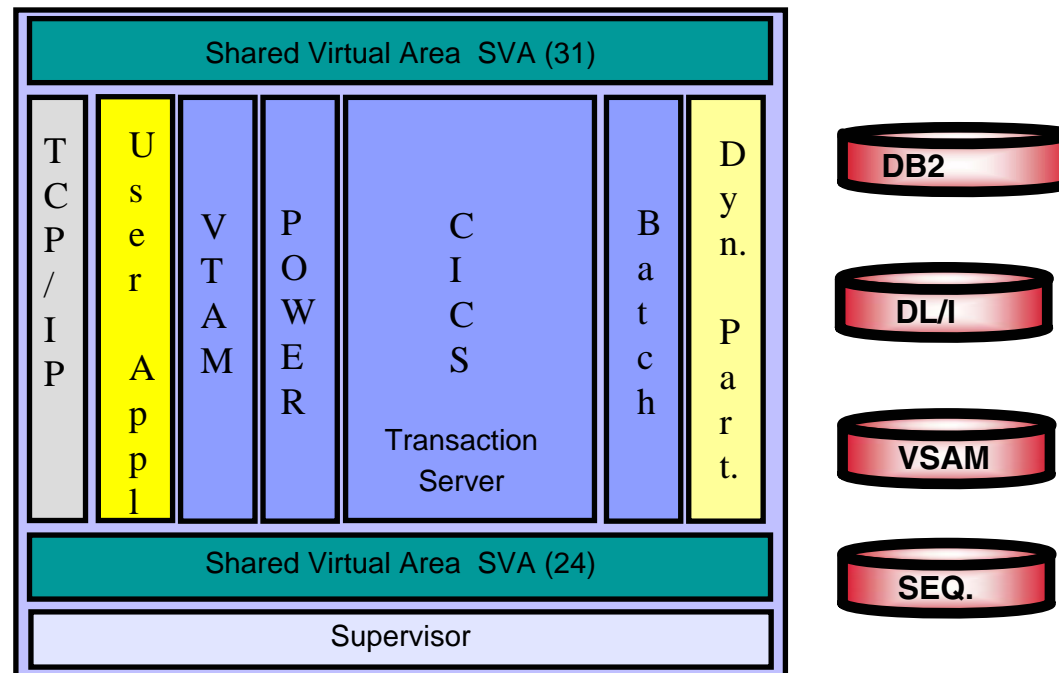 Shared Virtual Area SVA (31)
TCP/IP
User Appl
VTAM
POWER
CICS
Transaction
Server
Batch
Dyn. Part.
Shared Virtual Area SVA (24)
Supervisor
DB2
DL/I
VSAM
SEQ.